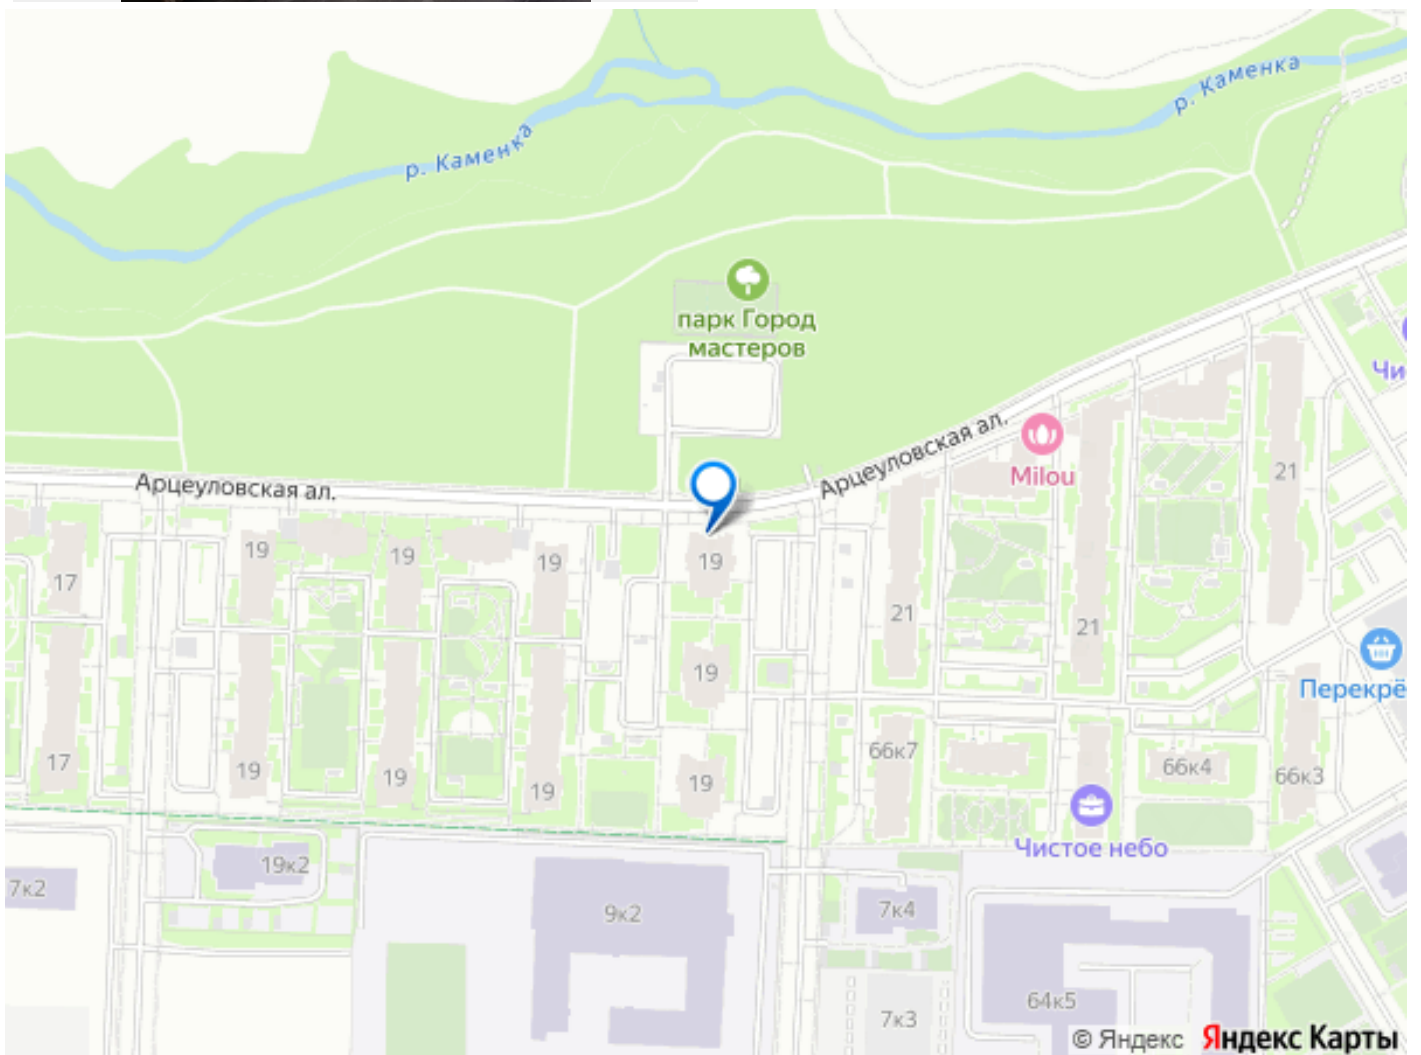 р. Каменка
р. Каменка
парк Город
мастеров
Чи
Арцеуловская ал.
Арцеуловская ал.
Milou
21
19
19
19
19
17
21
21
19
Перекрё
66к7
66к4
66к3
17
19
19
19
19
Чистое небо
19к2
7к2
9к2
7к4
64к5
7к3
© Яндекс Яндекс Карты